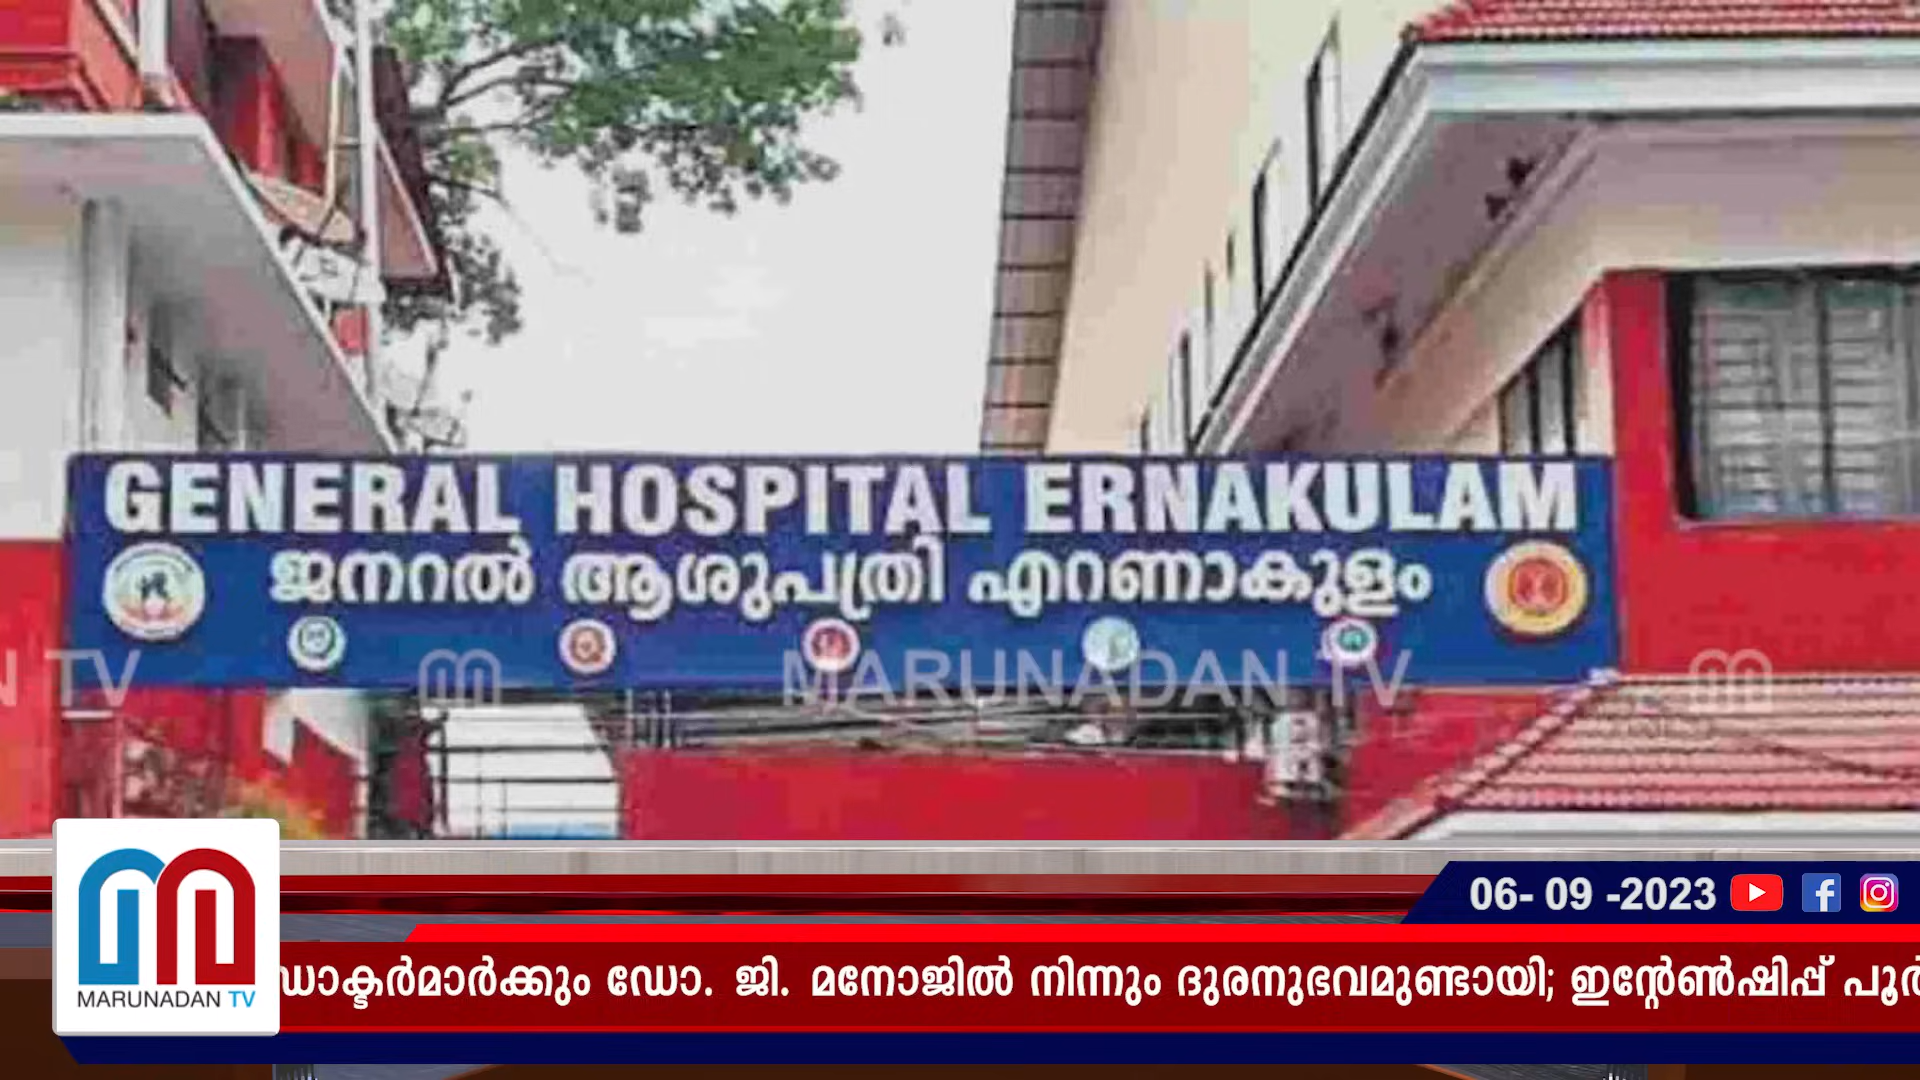 GENERAL HOSPITAL ERNAKULAM
ജനറൽ ആശുപത്രി എറണാകുളം
TV MARUNADAN TV
06- 09 -2023
ഡോക്ടർമാർക്കും ഡോ. ജി. മനോജിൽ നിന്നും ദുരനുഭവമുണ്ടായി; ഇന്റേൺഷിപ്പ് പൂർ
MARUNADAN TV